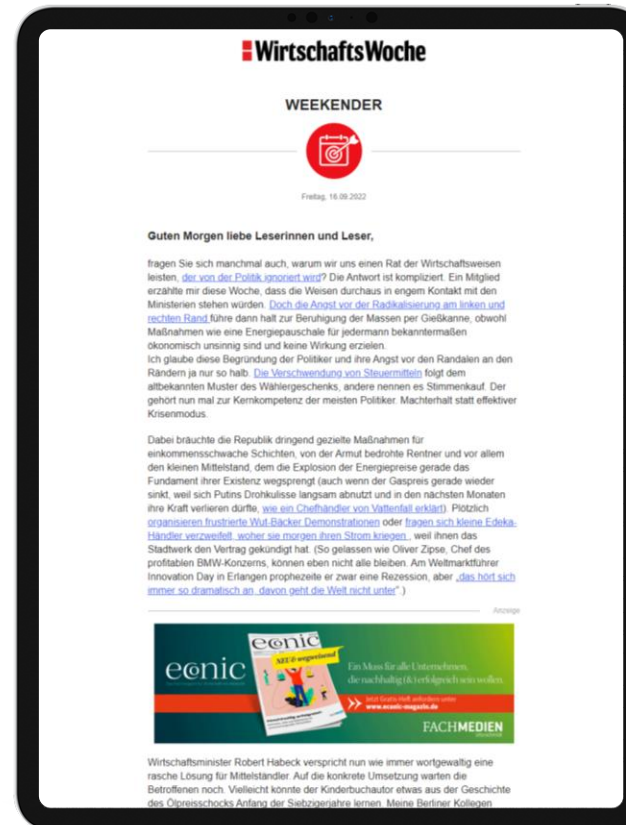 WirtschaftsWoche
WEEKENDER
Freitag, 16.09.2022
Guten Morgen liebe Leserinnen und Leser,
fragen Sie sich manchmal auch, warum wir uns einen Rat der Wirtschaftsweisen
leisten, der von der Politik ignoriert wird? Die Antwort ist kompliziert. Ein Mitglied
erzählte mir diese Woche, dass die Weisen durchaus in engem Kontakt mit den
Ministerien stehen würden. Doch die Angst vor der Radikalisierung am linken und
rechten Rand führe dann halt zur Beruhigung der Massen per Gießkanne, obwohl
Maßnahmen wie eine Energiepauschale für jedermann bekanntermaßen
ökonomisch unsinnig sind und keine Wirkung erzielen.
Ich glaube diese Begründung der Politiker und ihre Angst vor den Randalen an den
Rändern ja nur so halb. Die Verschwendung von Steuermitteln folgt dem
altbekannten Muster des Wählergeschenks, andere nennen es Stimmenkauf. Der
gehört nun mal zur Kernkompetenz der meisten Politiker. Machterhalt statt effektiver
Krisenmodus.
Dabei bräuchte die Republik dringend gezielte Maßnahmen für
einkommensschwache Schichten, von der Armut bedrohte Rentner und vor allem
den kleinen Mittelstand, dem die Explosion der Energiepreise gerade das
Fundament ihrer Existenz wegsprengt (auch wenn der Gaspreis gerade wieder
sinkt, weil sich Putins Drohkulisse langsam abnutzt und in den nächsten Monaten
ihre Kraft verlieren dürfte, wie ein Chefhändler von Vattenfall erklärt). Plötzlich
organisieren frustrierte Wut-Bäcker Demonstrationen oder fragen sich kleine Edeka-
Händler verzweifelt, woher sie morgen ihren Strom kriegen , weil ihnen das
Stadtwerk den Vertrag gekündigt hat. (So gelassen wie Oliver Zipse, Chef des
profitablen BMW-Konzerns, können eben nicht alle bleiben. Am Weltmarktführer
Innovation Day in Erlangen prophezeite er zwar eine Rezession, aber „das hört sich
immer so dramatisch an, davon geht die Welt nicht unter“.)
Anzeige
econic
econic
NEU & wegweisend
Ein Muss für alle Unternehmen,
die nachhaltig (&) erfolgreich sein wollen
Jetzt Gratis-Heft anfordern unter
www.econic-magazin.de
FACHMEDIEN
Wirtschaftsminister Robert Habeck verspricht nun wie immer wortgewaltig eine
rasche Lösung für Mittelständler. Auf die konkrete Umsetzung warten die
Betroffenen noch. Vielleicht könnte der Kinderbuchautor etwas aus der Geschichte
des Ölpreisschocks Anfang der Siebzigerjahre lernen. Meine Berliner Kollegen